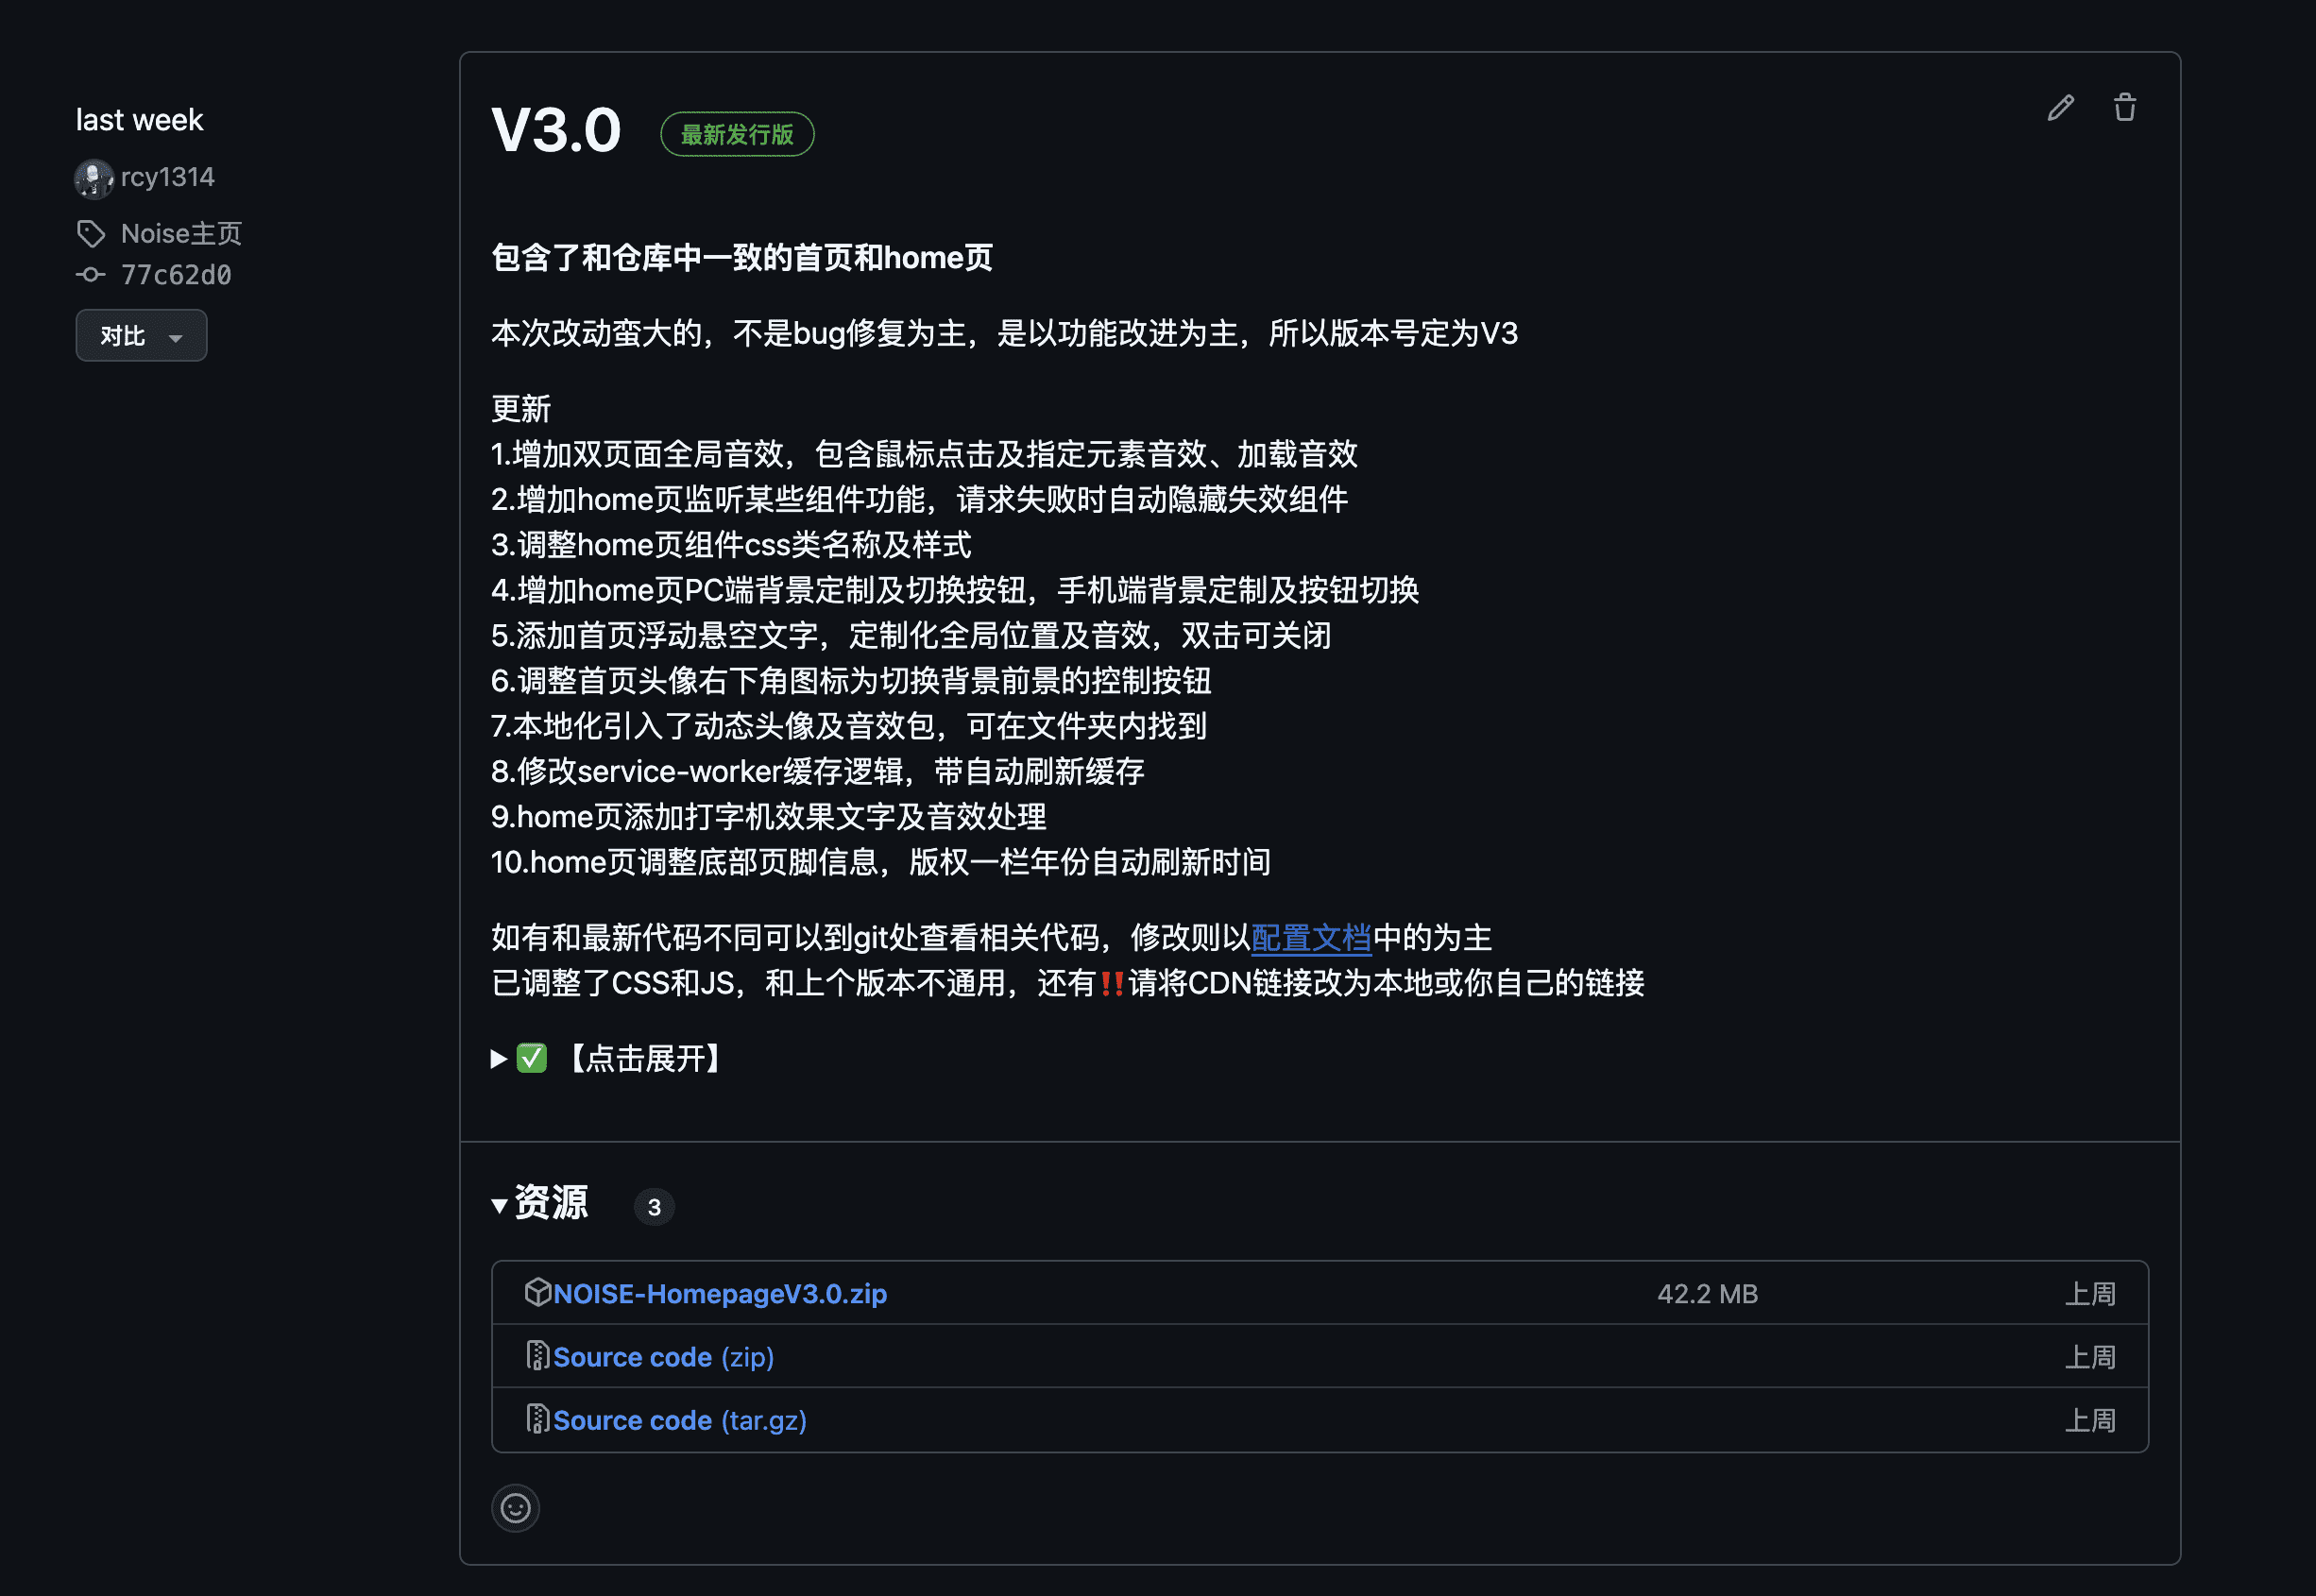 last week
rcy1314
Noise主页
77c62d0
对比
V3.0 最新发行版
包含了和仓库中一致的首页和home页
本次改动蛮大的，不是bug修复为主，是以功能改进为主，所以版本号定为V3
更新
1.增加双页面全局音效，包含鼠标点击及指定元素音效、加载音效
2.增加home页监听某些组件功能，请求失败时自动隐藏失效组件
3.调整home页组件css类名称及样式
4.增加home页PC端背景定制及切换按钮，手机端背景定制及按钮切换
5.添加首页浮动悬空文字，定制化全局位置及音效，双击可关闭
6.调整首页头像右下角图标为切换背景前景的控制按钮
7.本地化引入了动态头像及音效包，可在文件夹内找到
8.修改service-worker缓存逻辑，带自动刷新缓存
9.home页添加打字机效果文字及音效处理
10.home页调整底部页脚信息，版权一栏年份自动刷新时间
如有和最新代码不同可以到git处查看相关代码，修改则以配置文档中的为主
已调整了CSS和JS，和上个版本不通用，还有‼️请将CDN链接改为本地或你自己的链接
▶✅ 【点击展开】
▼资源 3
NOISE-HomepageV3.0.zip 42.2 MB 上周
Source code (zip) 上周
Source code (tar.gz) 上周